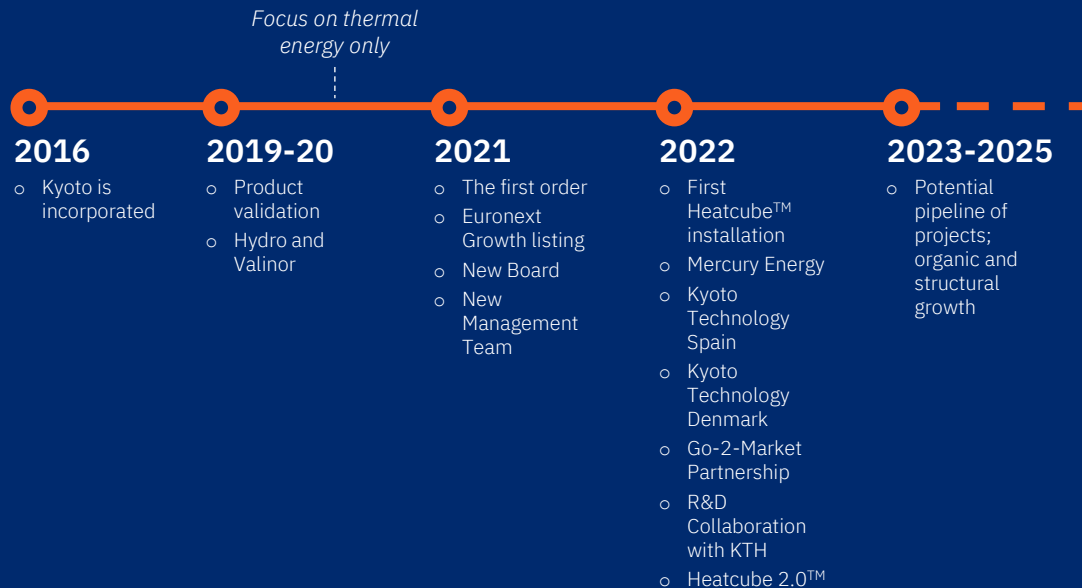 Focus on thermal
energy only
2016
o Kyoto is
incorporated
2019-20
o Product
validation
o Hydro and
Valinor
2021
o The first order
o Euronext
Growth listing
o New Board
o New
Management
Team
2022
o First
Heatcube™
installation
o Mercury Energy
o Kyoto
Technology
Spain
o Kyoto
Technology
Denmark
o Go-2-Market
Partnership
o R&D
Collaboration
with KTH
o Heatcube 2.0™
2023-2025
o Potential
pipeline of
projects;
organic and
structural
growth